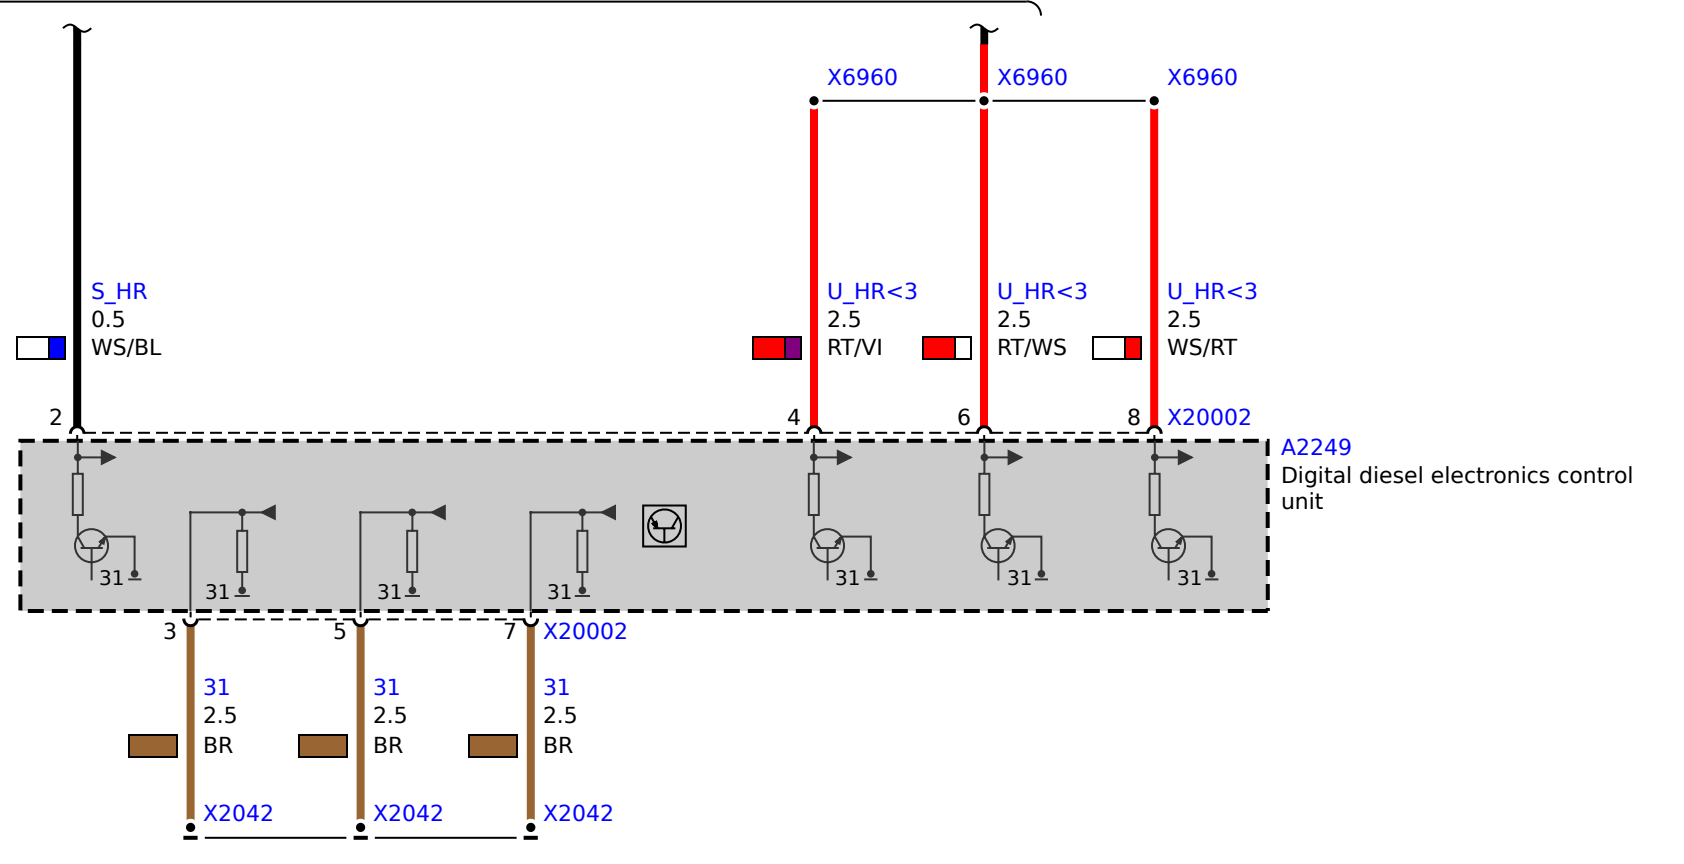 X6960
X6960
X6960
S_HR
0.5
WS/BL
U_HR<3
2.5
RT/VI
U_HR<3
2.5
RT/WS
U_HR<3
2.5
WS/RT
2
4
6
8
X20002
A2249
Digital diesel electronics control
unit
31
31
31
31
31
31
31
3
5
7
X20002
31
2.5
BR
31
2.5
BR
31
2.5
BR
X2042
X2042
X2042